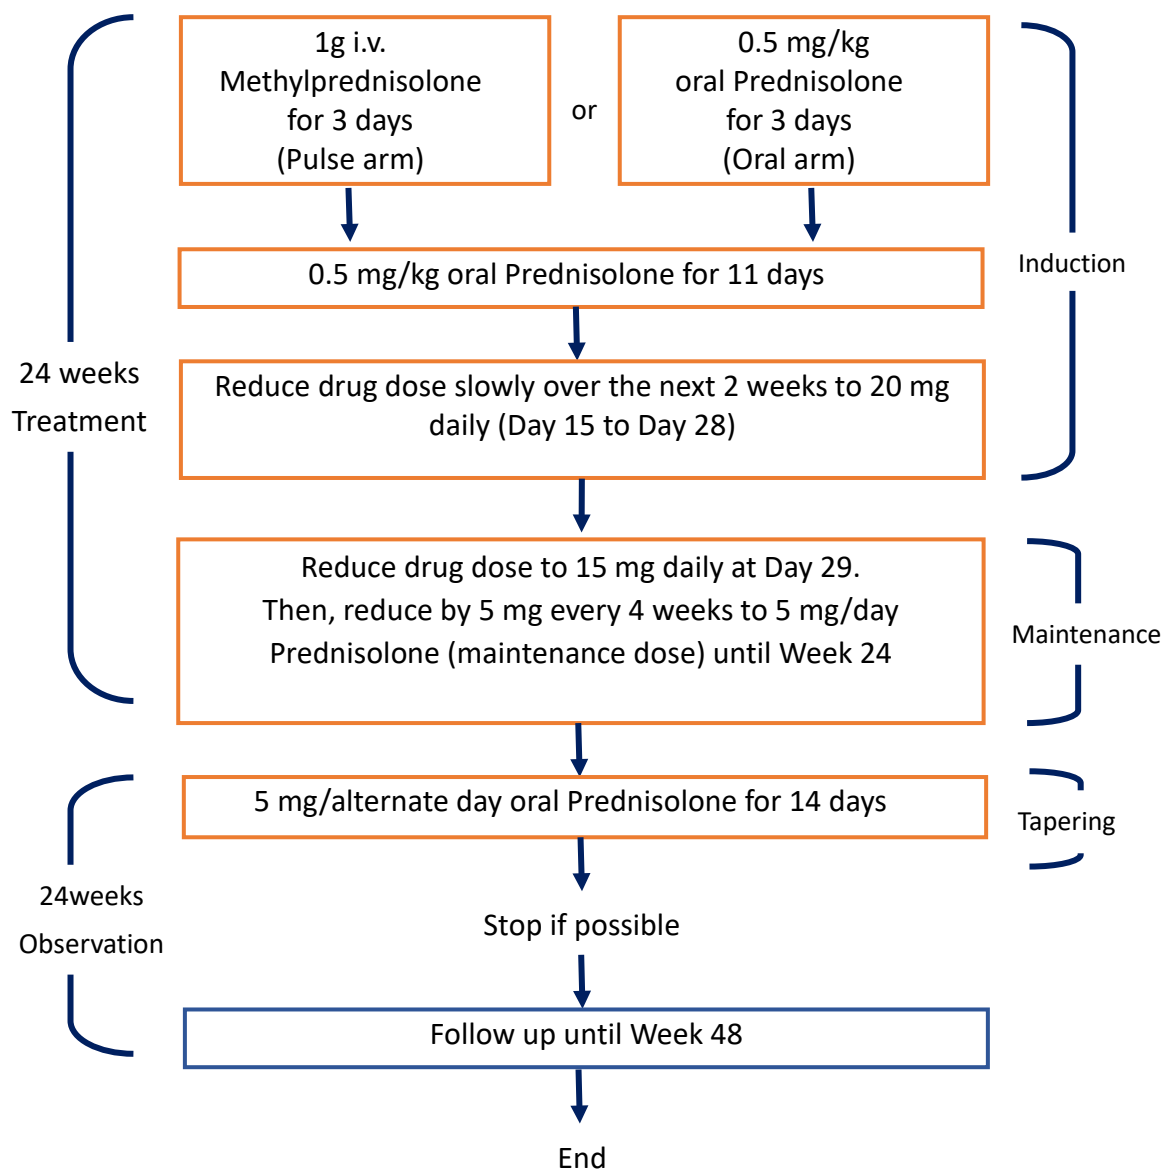 1g i.v.
Methylprednisolone
for 3 days
(Pulse arm)
or
0.5 mg/kg
oral Prednisolone
for 3 days
(Oral arm)
0.5 mg/kg oral Prednisolone for 11 days
Induction
Reduce drug dose slowly over the next 2 weeks to 20 mg
daily (Day 15 to Day 28)
24 weeks
Treatment
Reduce drug dose to 15 mg daily at Day 29.
Then, reduce by 5 mg every 4 weeks to 5 mg/day
Prednisolone (maintenance dose) until Week 24
Maintenance
5 mg/alternate day oral Prednisolone for 14 days
Tapering
24weeks
Observation
Stop if possible
Follow up until Week 48
End